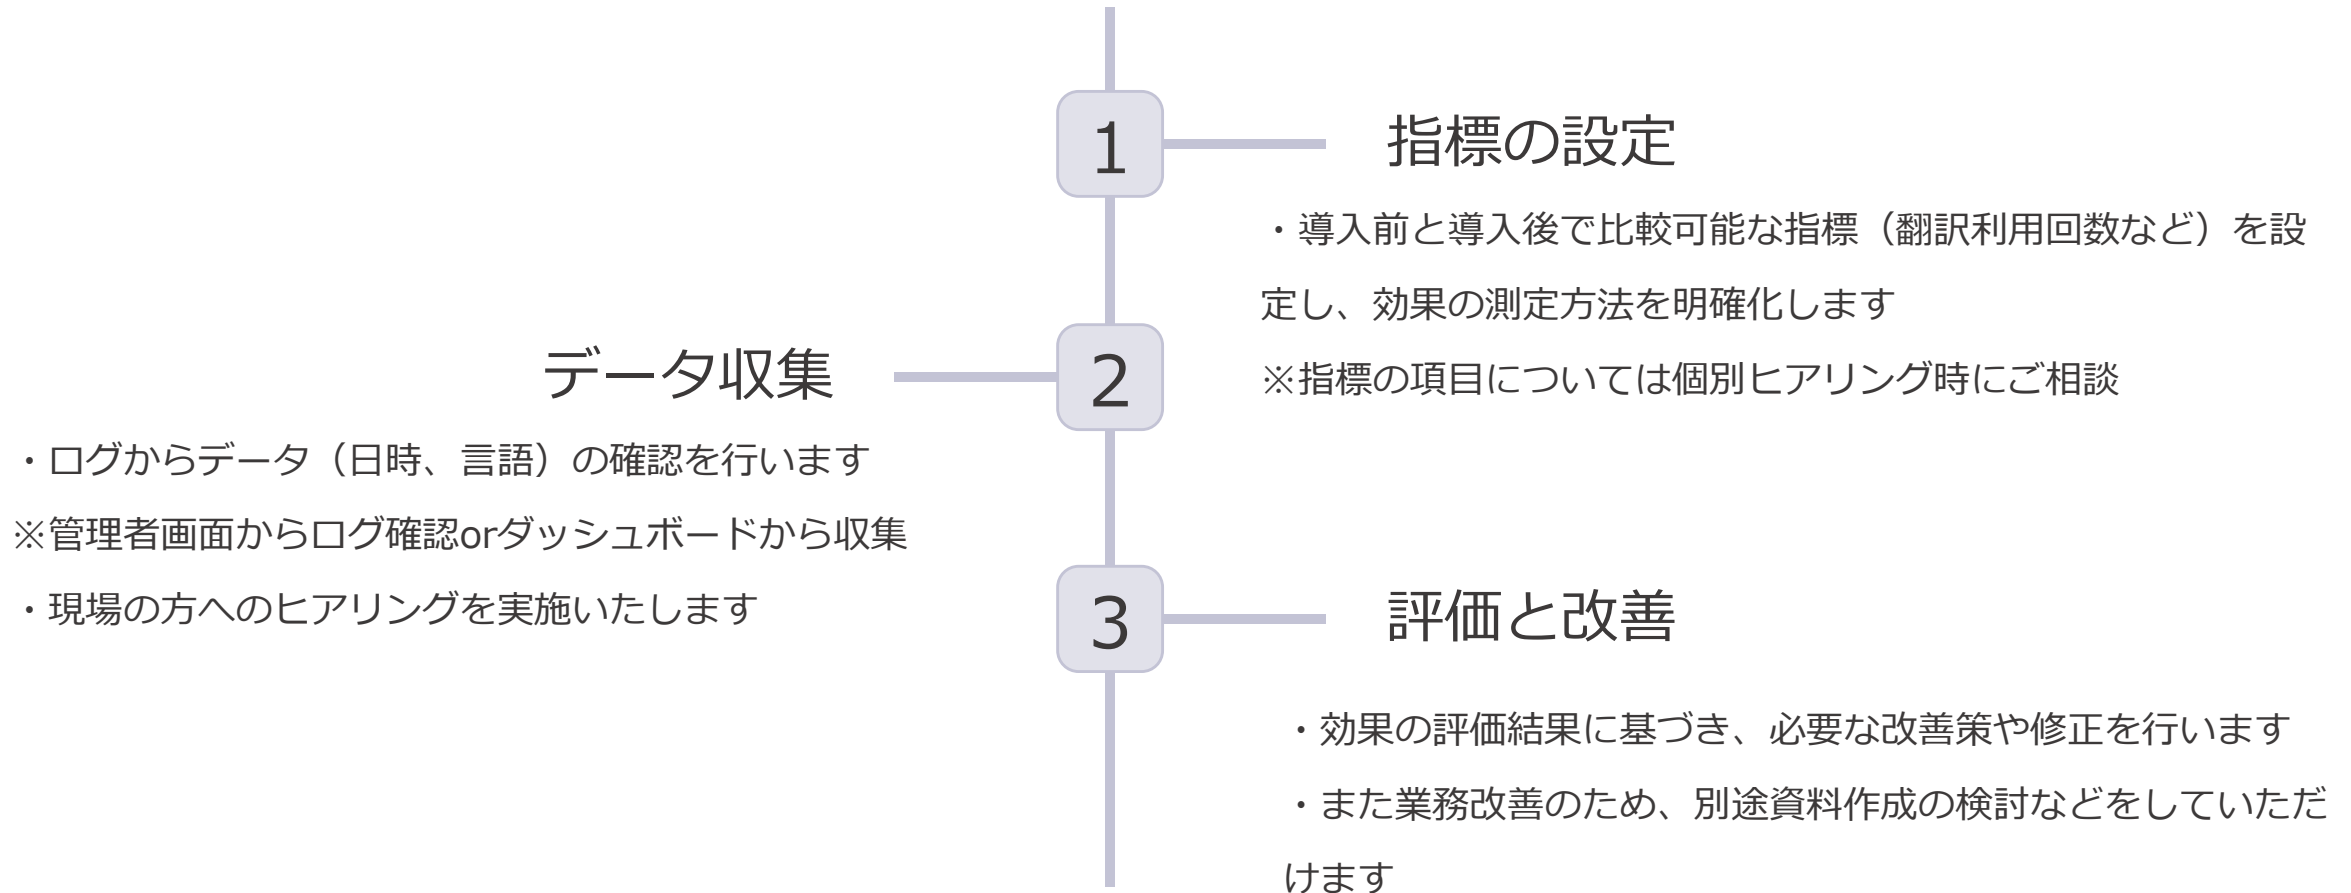 1
指標の設定
・導入前と導入後で比較可能な指標（翻訳利用回数など）を設
定し、効果の測定方法を明確化します
※指標の項目については個別ヒアリング時にご相談
2
データ収集
・ログからデータ（日時、言語）の確認を行います
※管理者画面からログ確認orダッシュボードから収集
・現場の方へのヒアリングを実施いたします
3
評価と改善
・効果の評価結果に基づき、必要な改善策や修正を行います
・また業務改善のため、別途資料作成の検討などをしていただ
けます